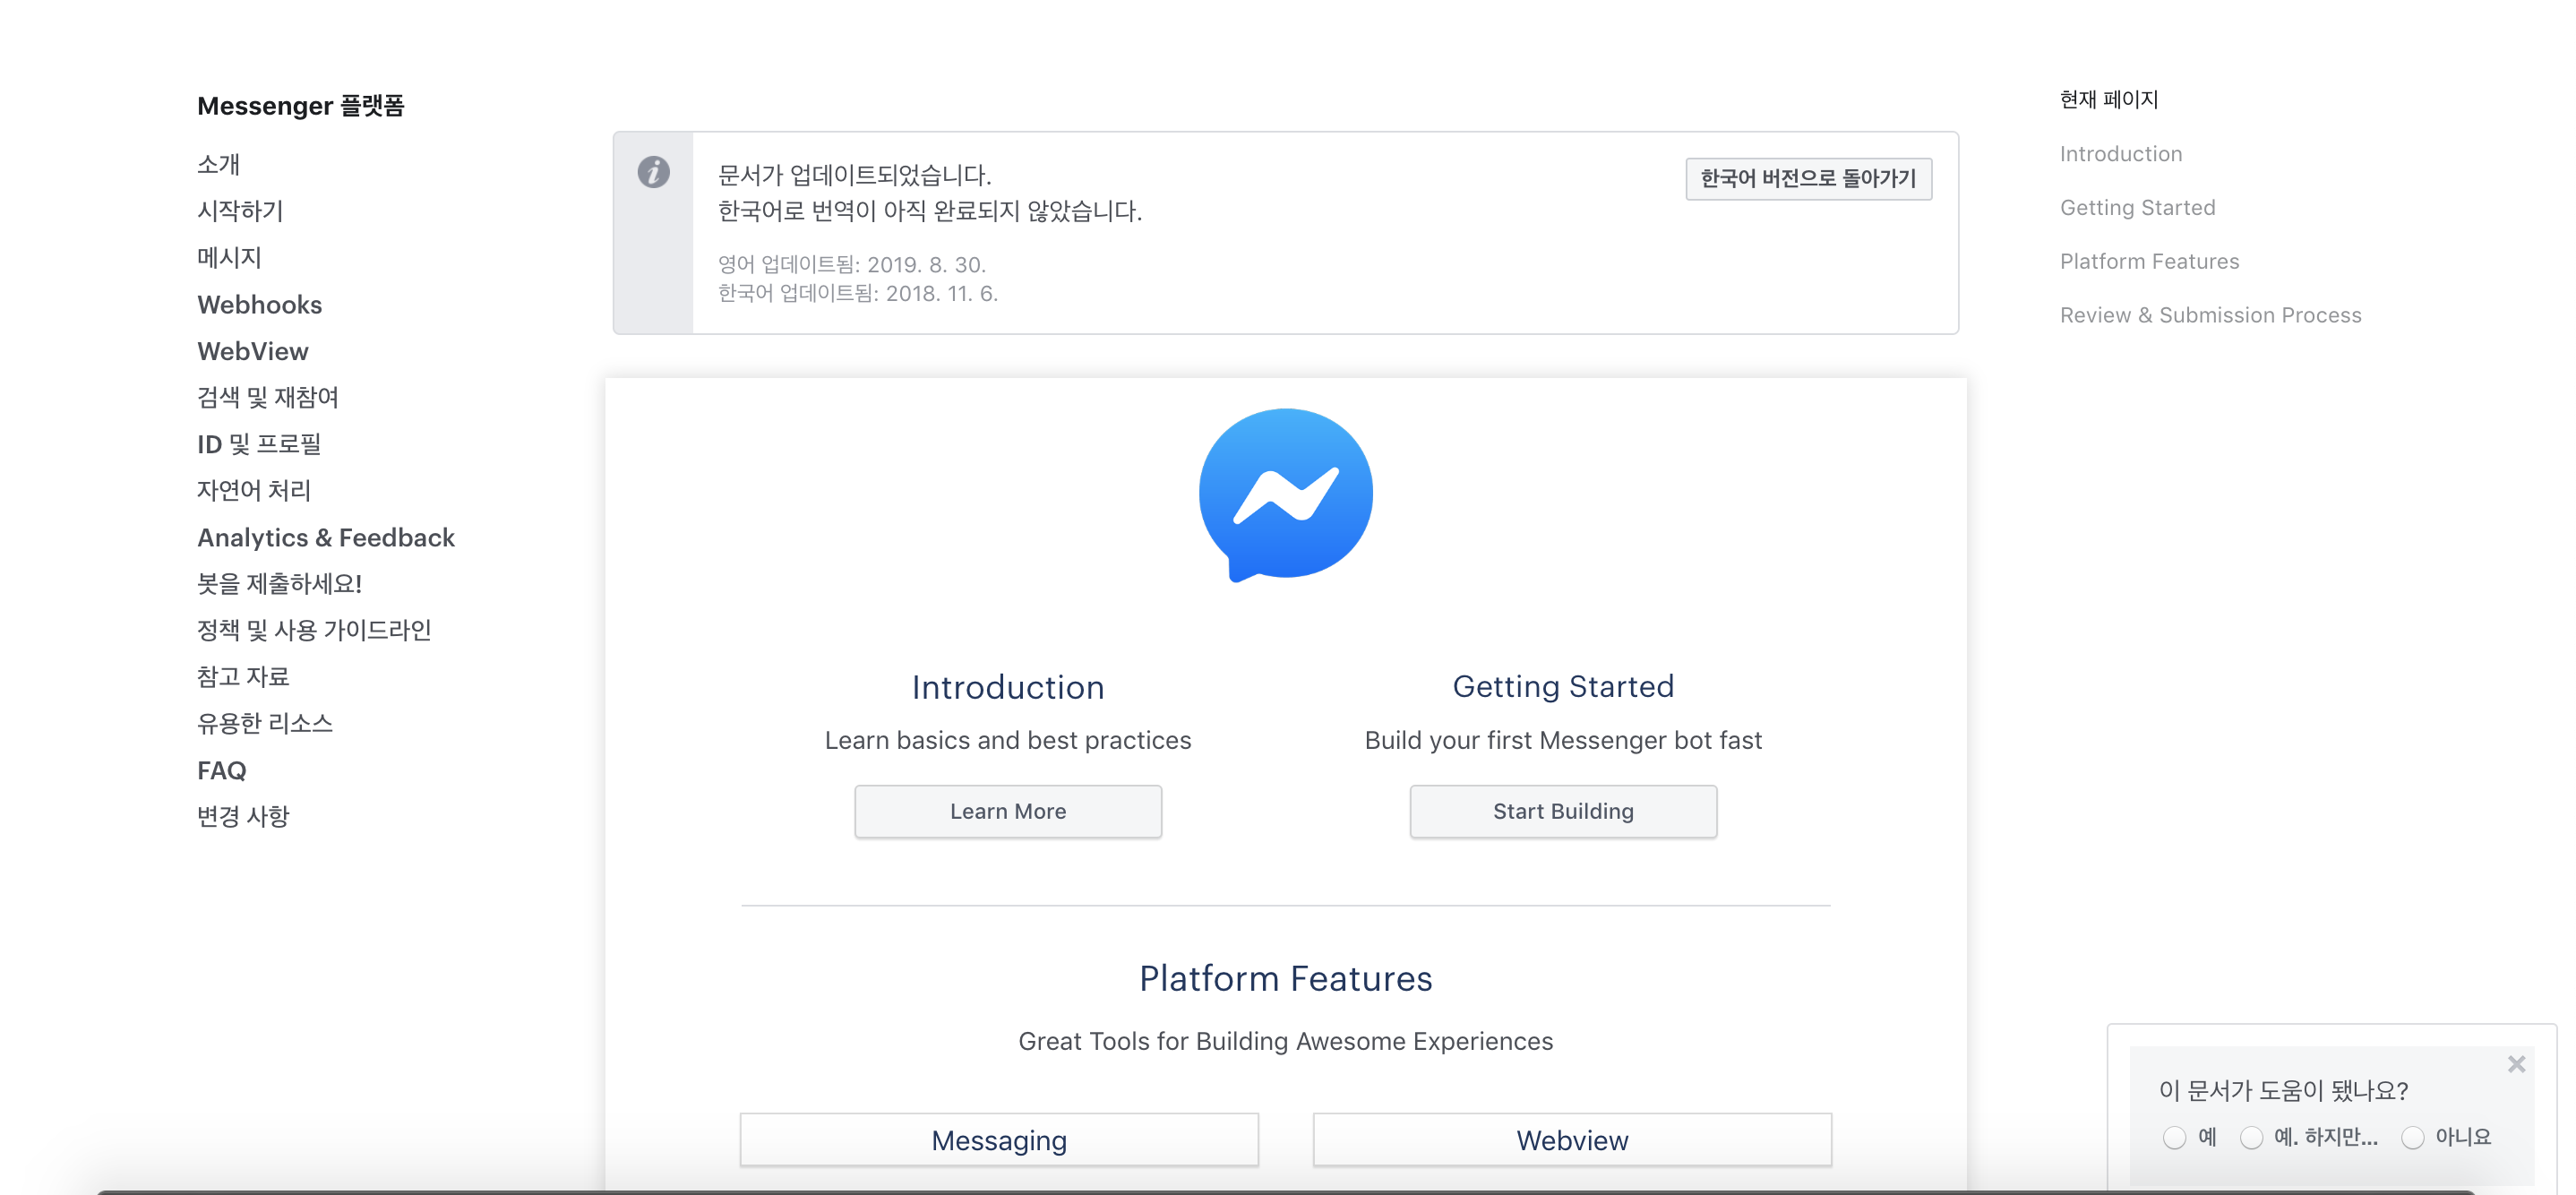 Messenger 플랫폼
소개
시작하기
메시지
Webhooks
WebView
검색 및 재참여
ID 및 프로필
자연어 처리
Analytics & Feedback
봇을 제출하세요!
정책 및 사용 가이드라인
참고 자료
유용한 리소스
FAQ
변경 사항
문서가 업데이트되었습니다.
한국어로 번역이 아직 완료되지 않았습니다.
한국어 버전으로 돌아가기
영어 업데이트됨: 2019. 8. 30.
한국어 업데이트됨: 2018. 11. 6.
Introduction
Learn basics and best practices
Learn More
Getting Started
Build your first Messenger bot fast
Start Building
Platform Features
Great Tools for Building Awesome Experiences
Messaging
Webview
현재 페이지
Introduction
Getting Started
Platform Features
Review & Submission Process
이 문서가 도움이 됐나요?
예 예. 하지만... 아니요